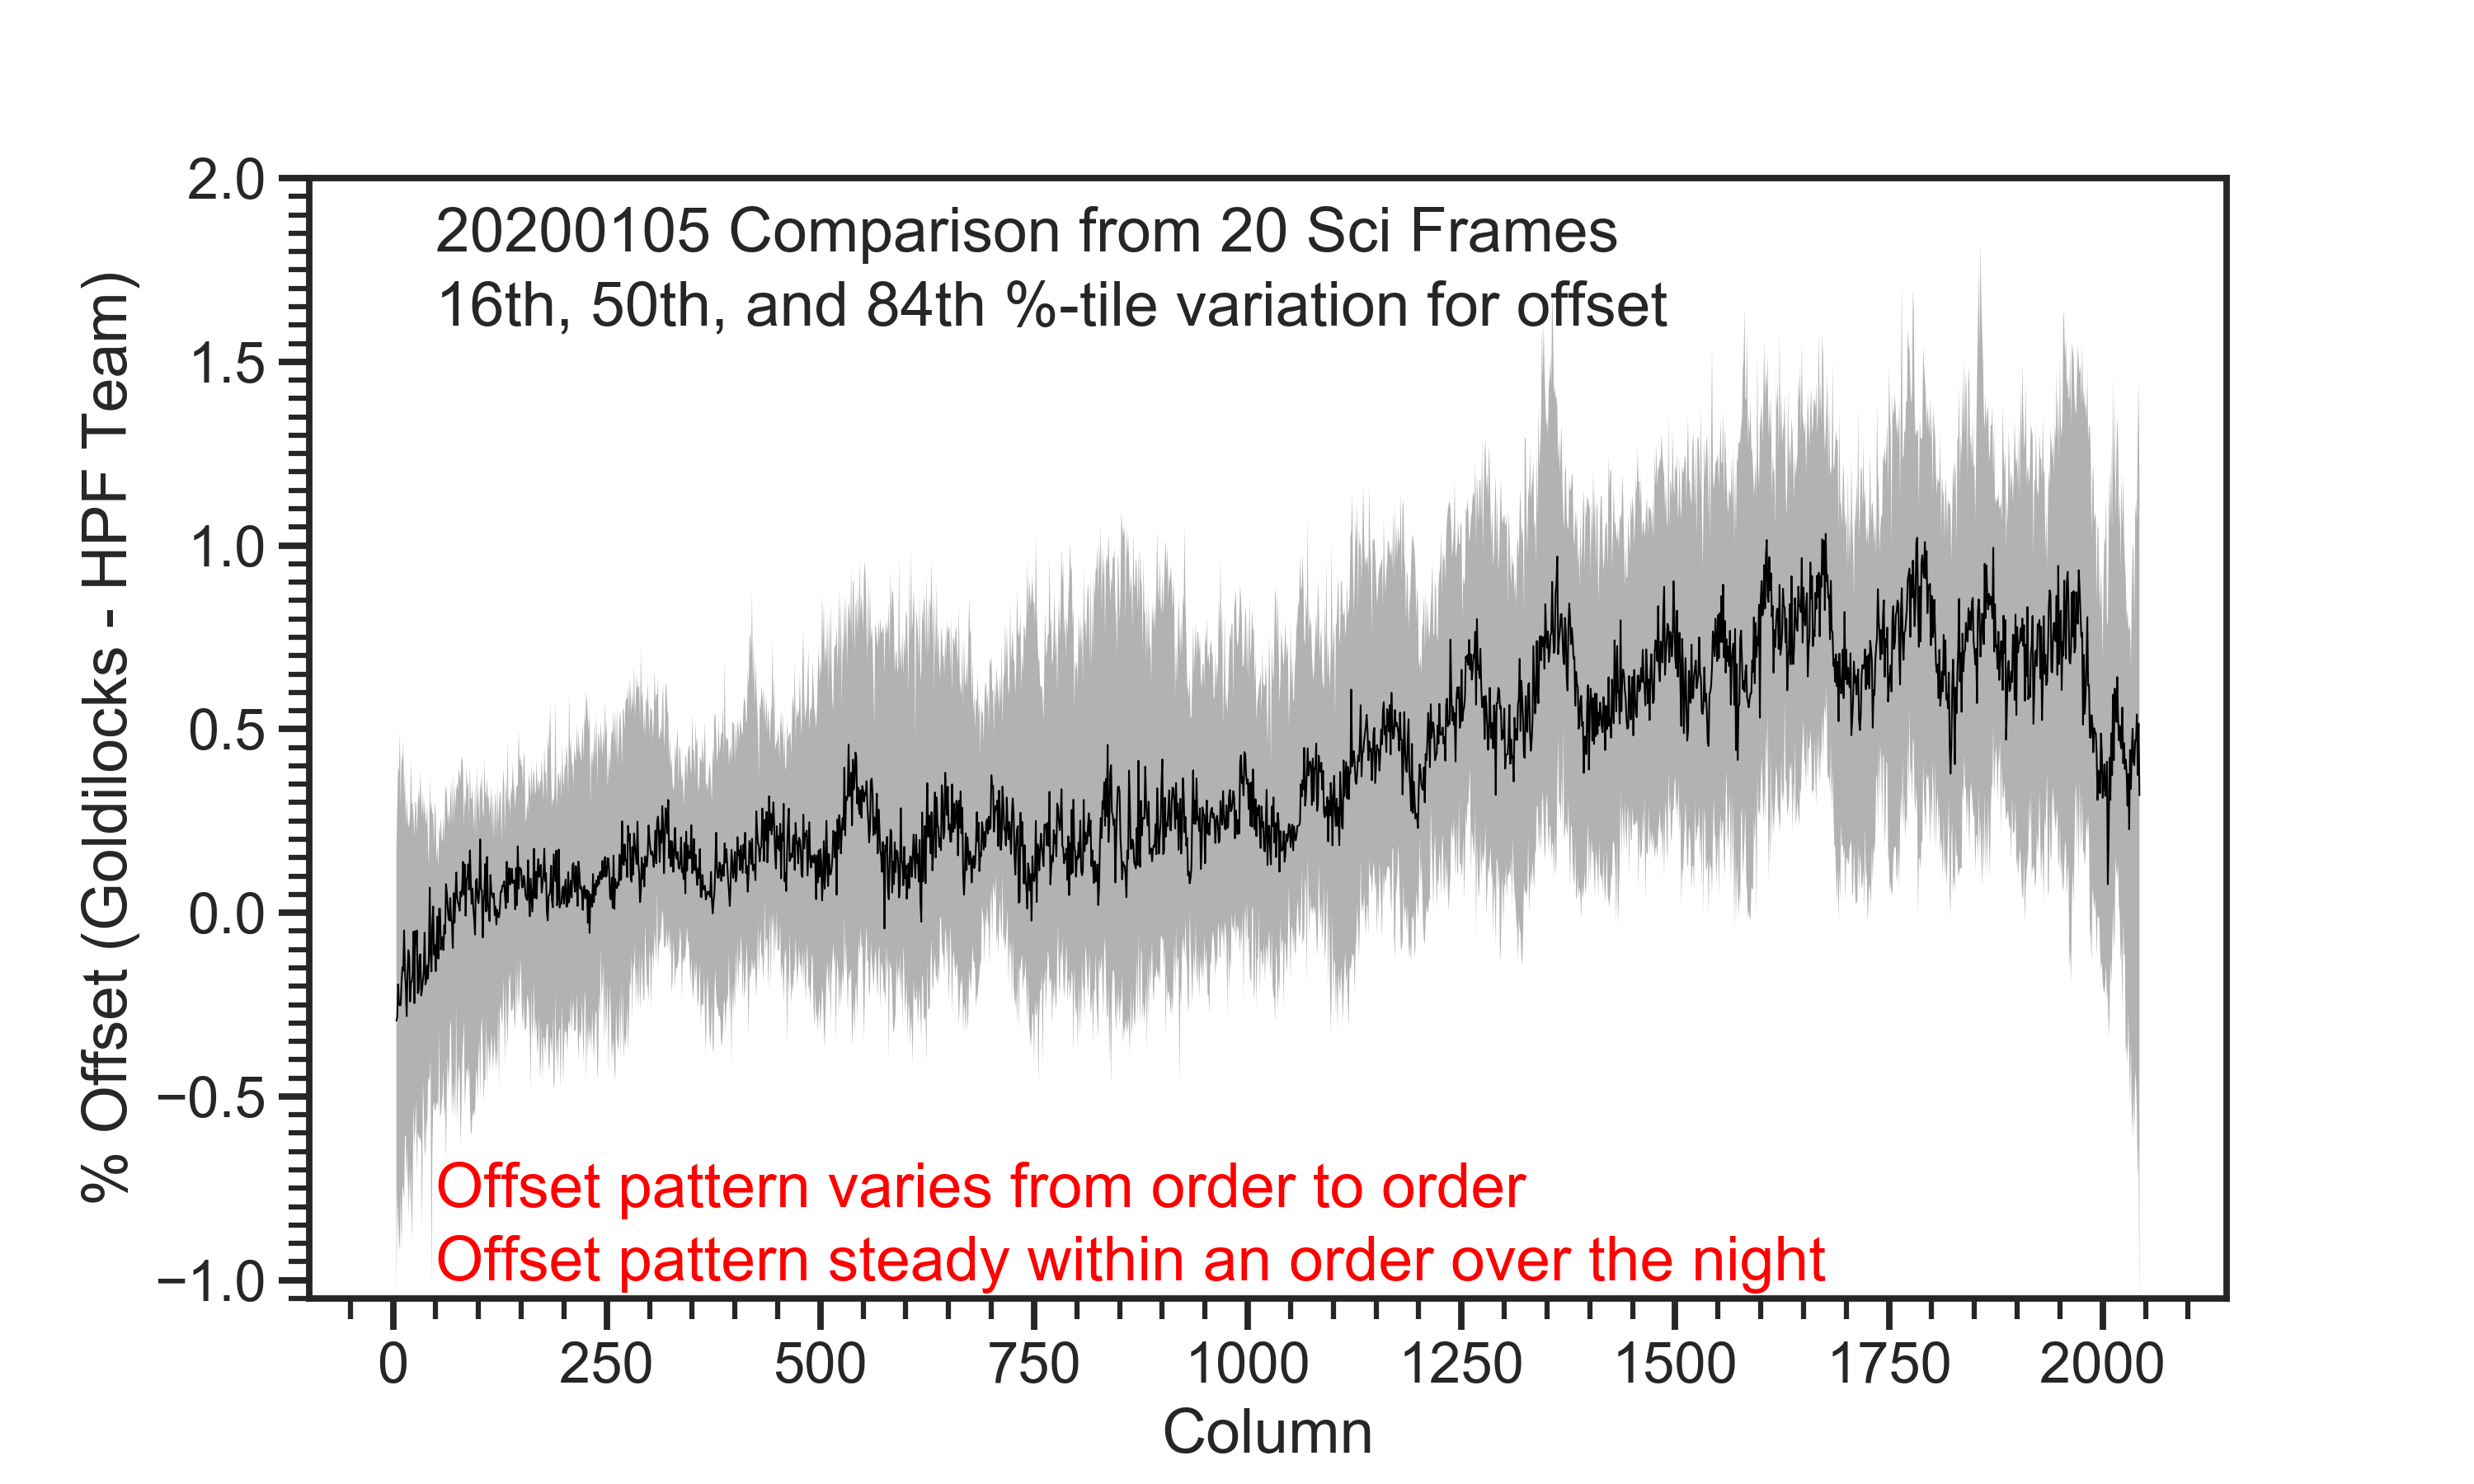 20200105 Comparison from 20 Sci Frames
16th, 50th, and 84th %-tile variation for offset
% Offset (Goldilocks - HPF Team)
2.0
1.5
1.0
0.5
0.0
−0.5
−1.0
Offset pattern varies from order to order
Offset pattern steady within an order over the night
0 250 500 750 1000 1250 1500 1750 2000
Column